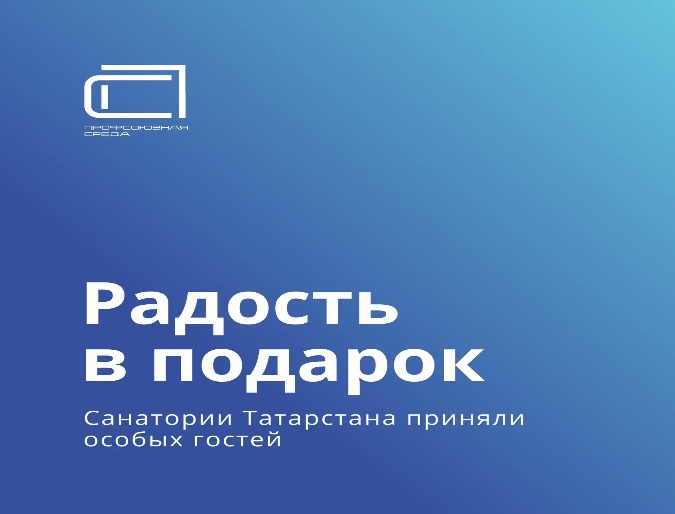 ПРОФСОЮЗНАЯ
СРЕДА
Радость
в подарок
Санатории Татарстана приняли
особых гостей